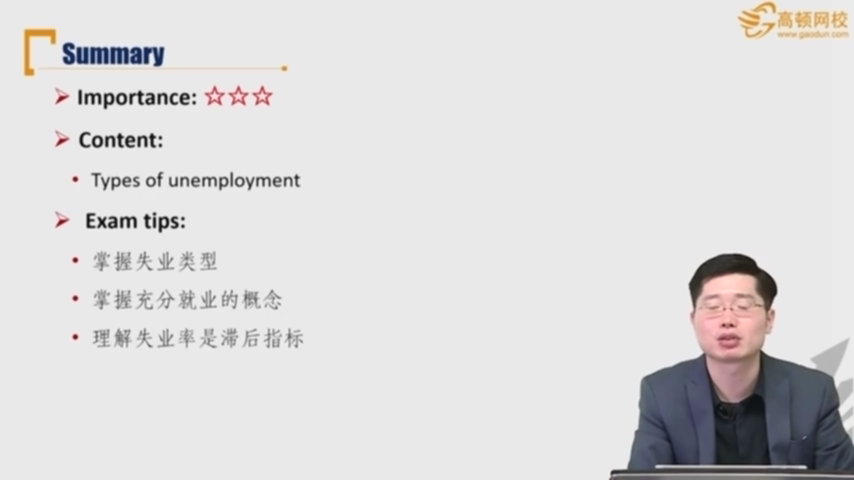 高顿网校
www.gaodun.com
Summary
Importance: ☆☆☆
Content:
Types of unemployment
Exam tips:
掌握失业类型
掌握充分就业的概念
理解失业率是滞后指标